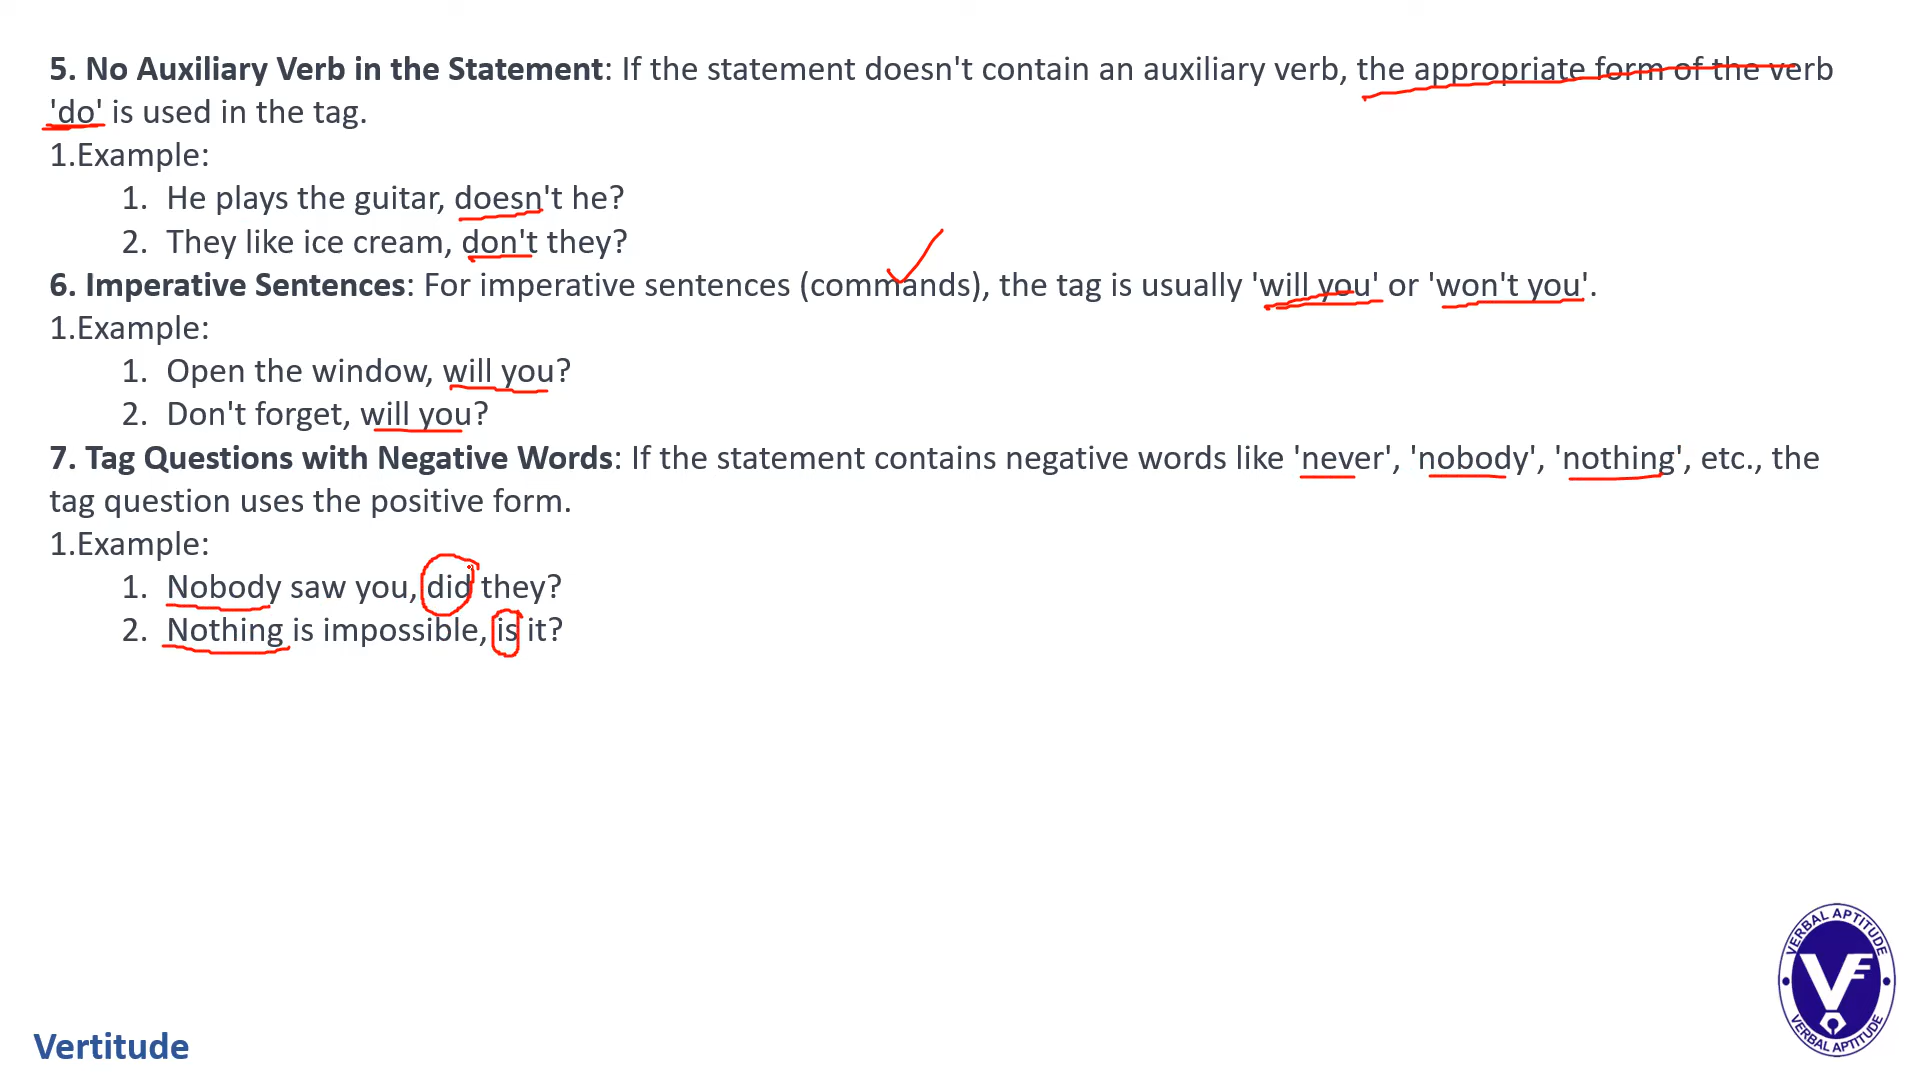 5. No Auxiliary Verb in the Statement: If the statement doesn't contain an auxiliary verb, the appropriate form of the verb
'do' is used in the tag.
1.Example:
1. He plays the guitar, doesn't he?
2. They like ice cream, don't they?
6. Imperative Sentences: For imperative sentences (commands), the tag is usually 'will you' or 'won't you'.
1.Example:
1. Open the window, will you?
2. Don't forget, will you?
7. Tag Questions with Negative Words: If the statement contains negative words like 'never', 'nobody', 'nothing', etc., the
tag question uses the positive form.
1.Example:
1. Nobody saw you, did they?
2. Nothing is impossible, is it?
VERBAL APTITUDE
VE
VERBAL APTITUDE
Vertitude